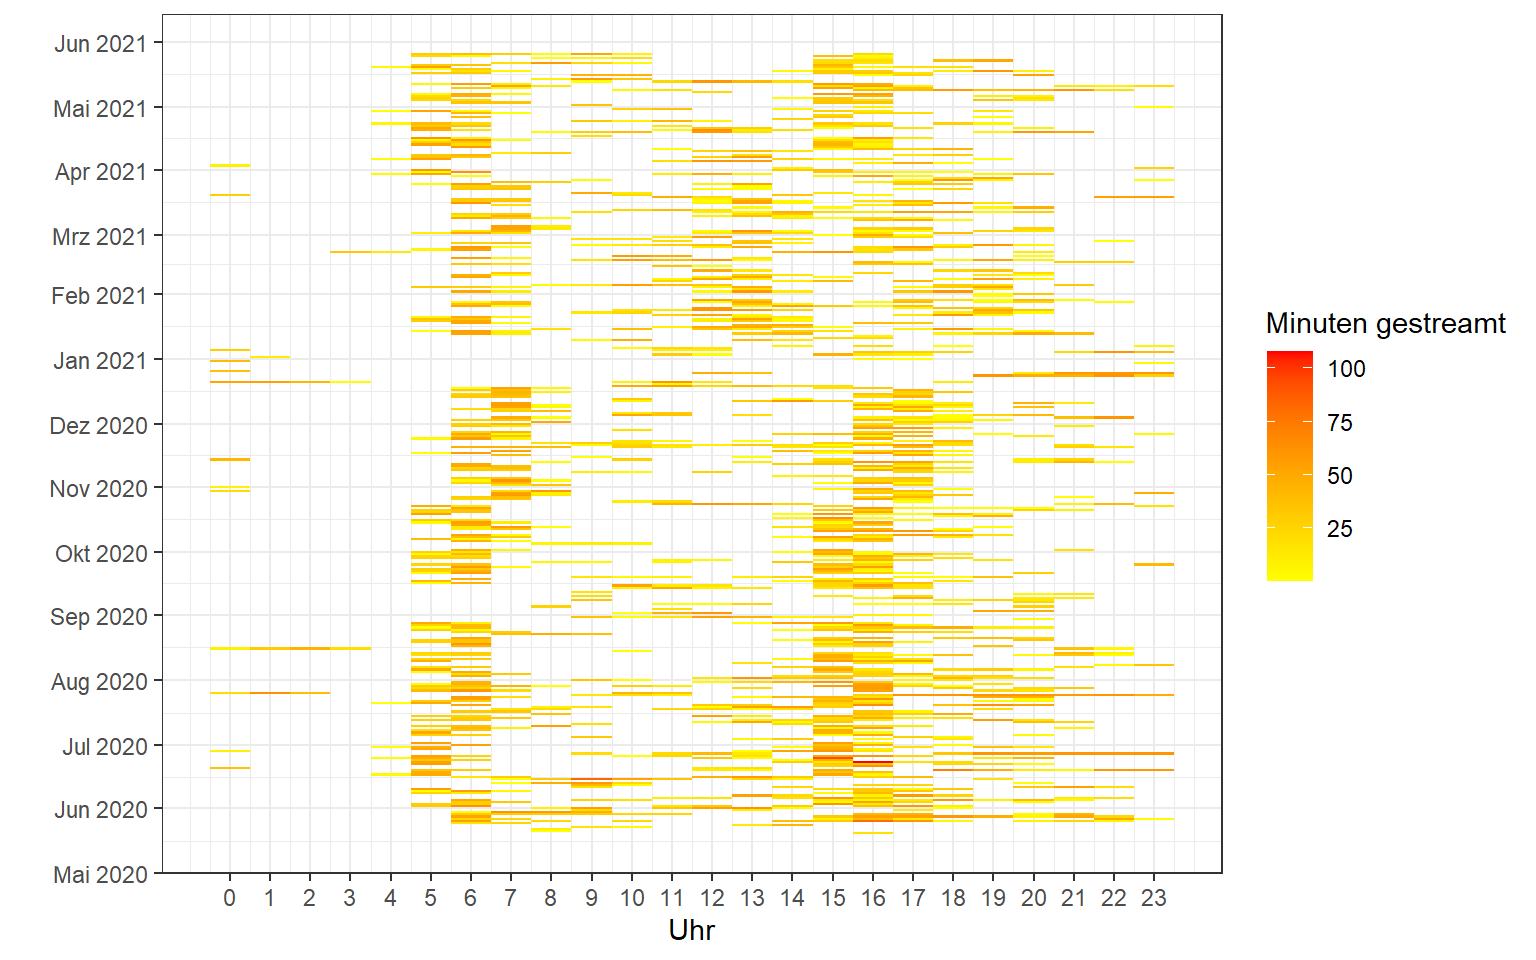 Jun 2021
Mai 2021
Apr 2021
Mrz 2021
Feb 2021
Jan 2021
Dez 2020
Nov 2020
Okt 2020
Sep 2020
Aug 2020
Jul 2020
Jun 2020
Mai 2020
0 1 2 3 4 5 6 7 8 9 10 11 12 13 14 15 16 17 18 19 20 21 22 23
Uhr
Minuten gestreamt
100
75
50
25